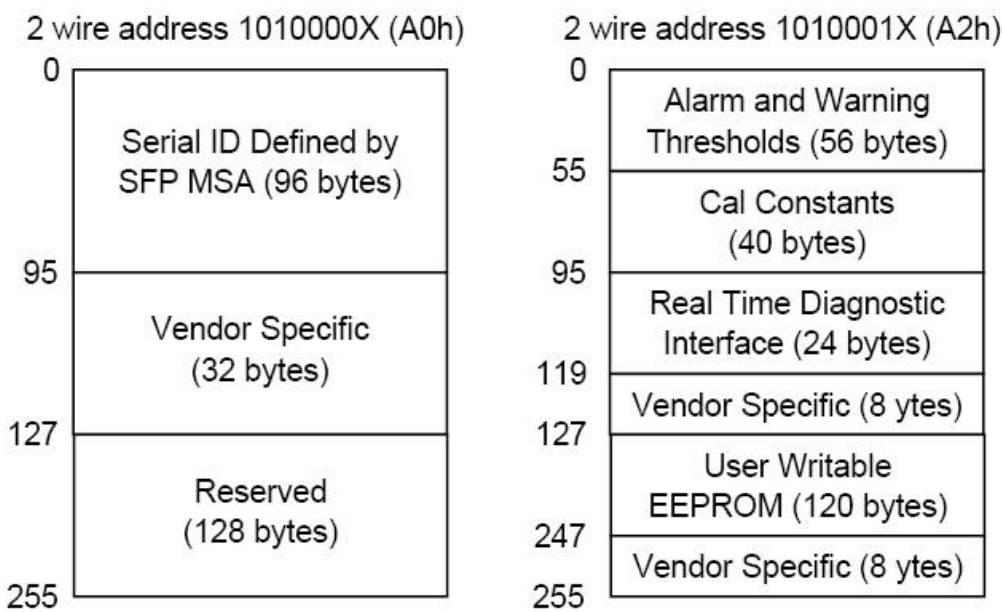 2 wire address 1010000X (A0h)
0
Serial ID Defined by
SFP MSA (96 bytes)
95
Vendor Specific
(32 bytes)
127
Reserved
(128 bytes)
255
2 wire address 1010001X (A2h)
0
Alarm and Warning
Thresholds (56 bytes)
55
Cal Constants
(40 bytes)
95
Real Time Diagnostic
Interface (24 bytes)
119
Vendor Specific (8 ytes)
127
User Writable
EEPROM (120 bytes)
247
Vendor Specific (8 ytes)
255